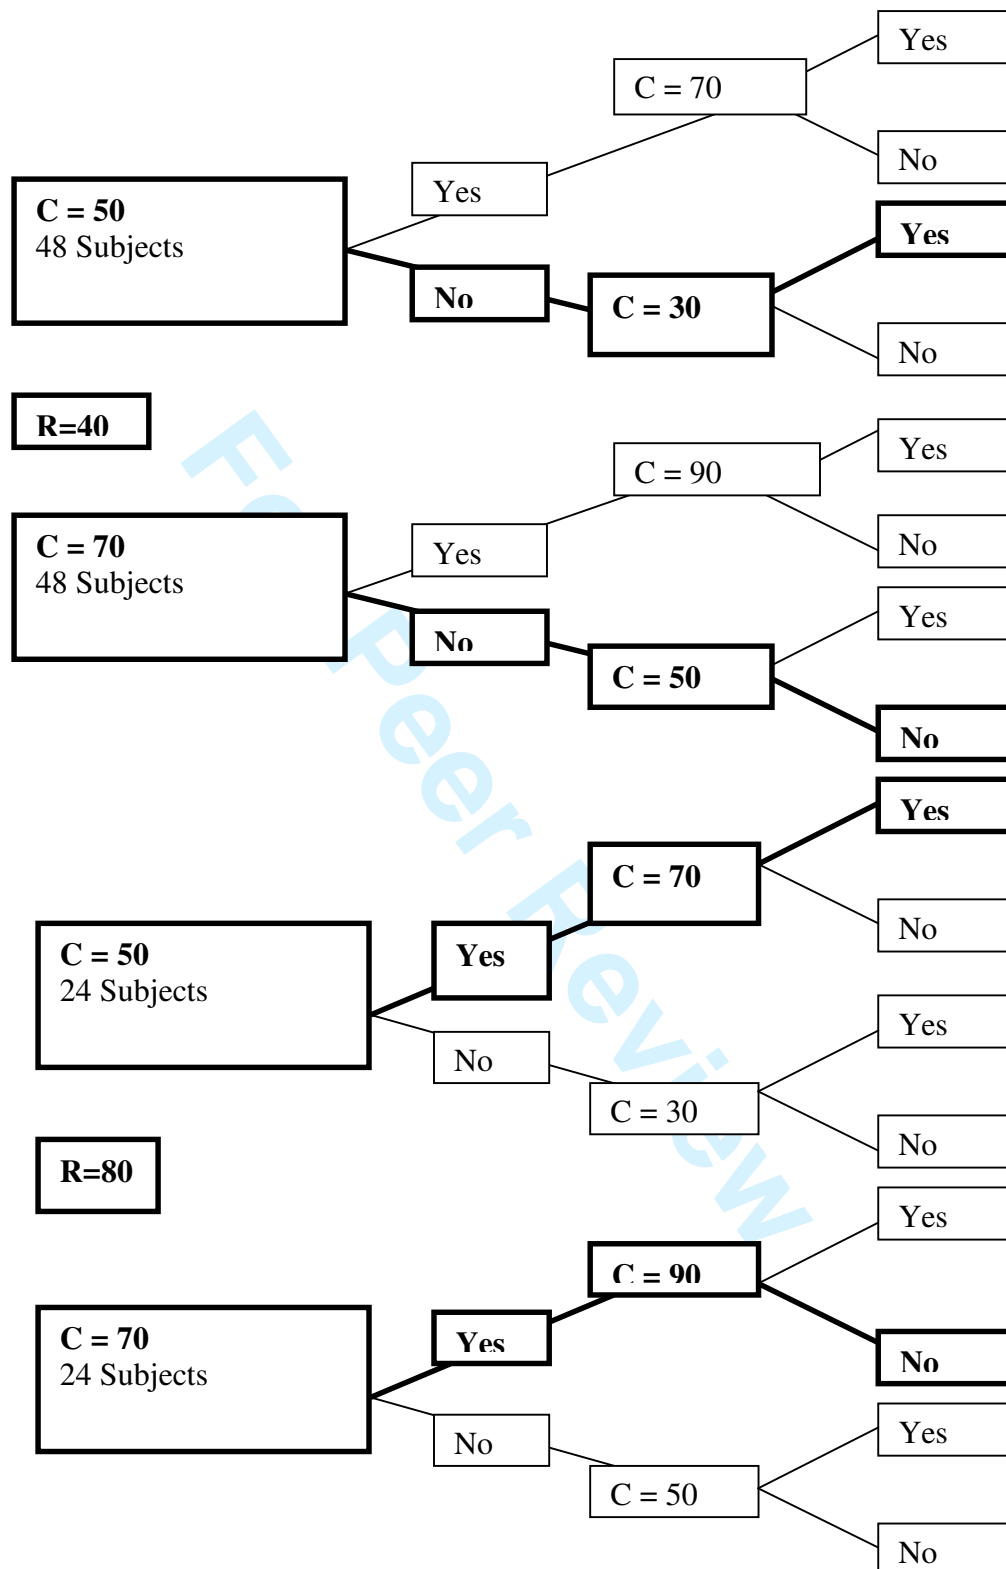 Yes
C = 70
No
Yes
C = 50
48 Subjects
Yes
No
C = 30
No
R=40
Yes
C = 90
No
Yes
C = 70
48 Subjects
Yes
No
C = 50
No
Yes
C = 70
No
Yes
C = 50
24 Subjects
Yes
No
C = 30
No
R=80
Yes
C = 90
No
Yes
C = 70
24 Subjects
Yes
No
C = 50
No
For Peer Review